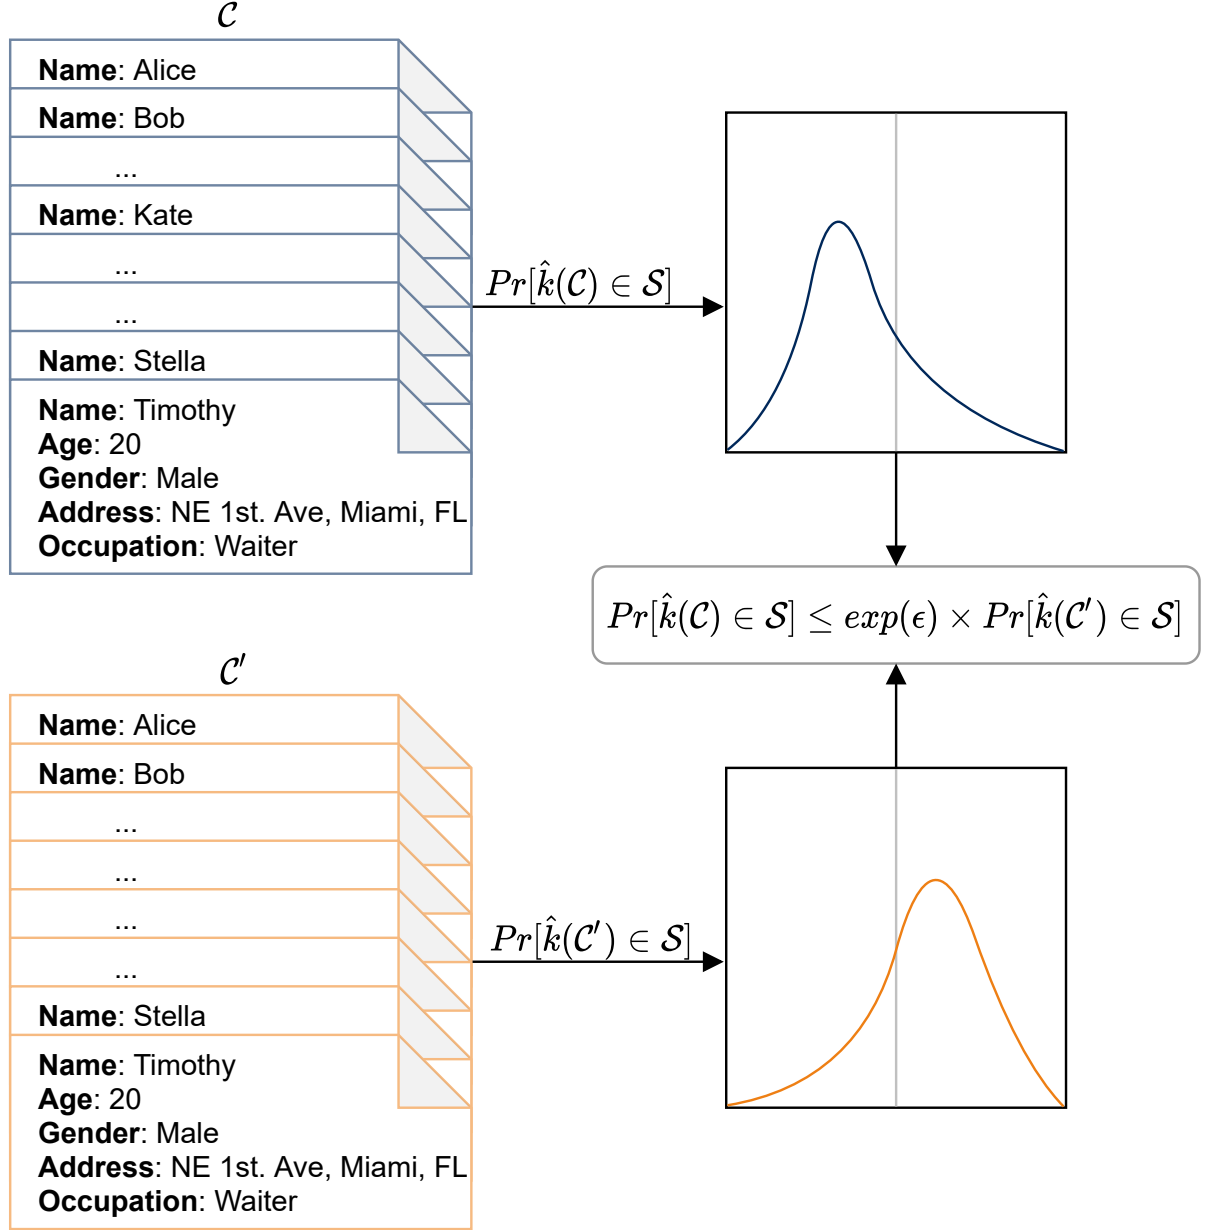 𝒞
Name: Alice
Name: Bob
...
Name: Kate
...
...
Name: Stella
Name: Timothy
Age: 20
Gender: Male
Address: NE 1st. Ave, Miami, FL
Occupation: Waiter
Pr[k̂(𝒞) ∈ 𝒮]
Pr[k̂(𝒞) ∈ 𝒮] ≤ exp(ϵ) × Pr[k̂(𝒞′) ∈ 𝒮]
𝒞′
Name: Alice
Name: Bob
...
...
...
...
Name: Stella
Name: Timothy
Age: 20
Gender: Male
Address: NE 1st. Ave, Miami, FL
Occupation: Waiter
Pr[k̂(𝒞′) ∈ 𝒮]